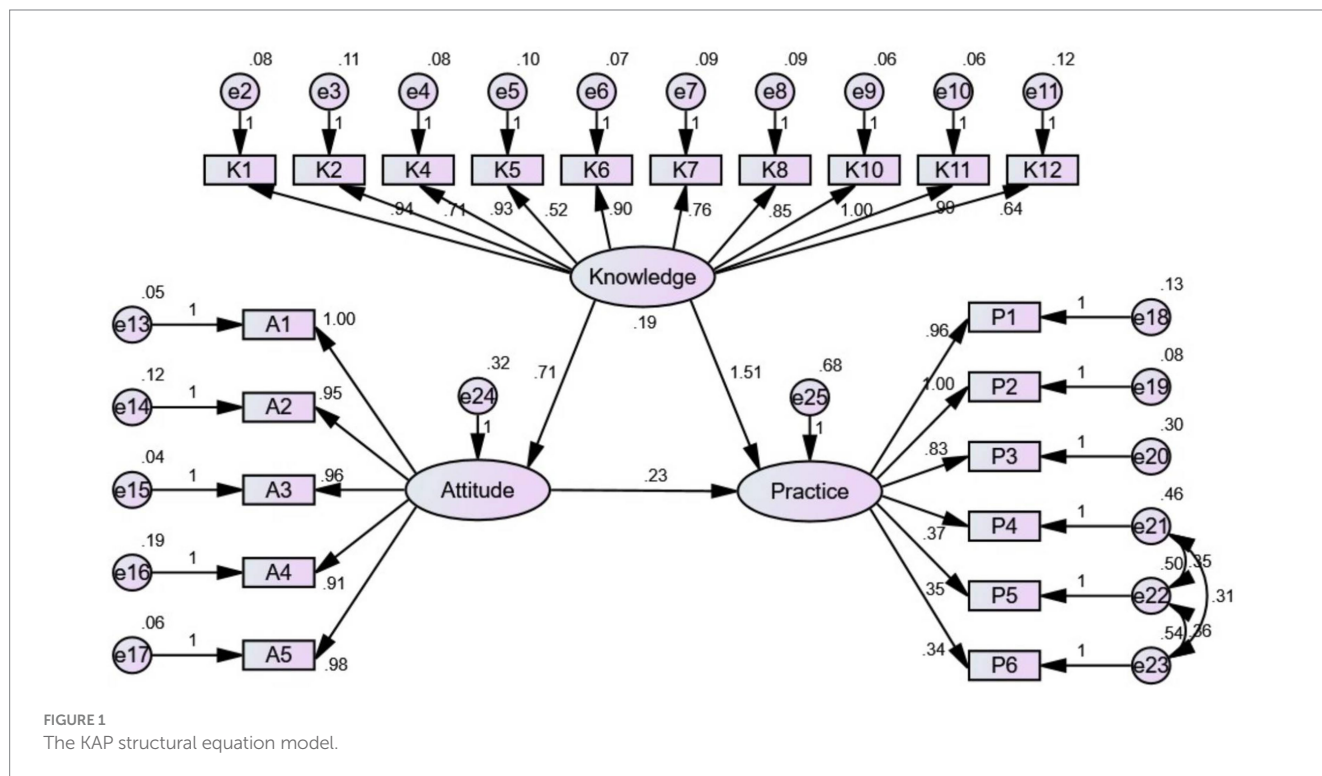 .08 .11 .08 .10 .07 .09 .09 .06 .06 .12
e2 e3 e4 e5 e6 e7 e8 e9 e10 e11
1 1 1 1 1 1 1 1 1 1
K1 K2 K4 K5 K6 K7 K8 K10 K11 K12
.94 .71 .93 .52 .90 .76 .85 1.00 .99 .64
Knowledge
.19
.05
e13 1 A1 1.00
.12
e14 1 A2 .95
.04
e15 1 A3 .96
.19
e16 1 A4 .91
.06
e17 1 A5 .98
.71 1.51
.32
e24
1
Attitude
.23
.68
e25
1
Practice
.13
.96 P1 1 e18
.08
1.00 P2 1 e19
.30
.83 P3 1 e20
.46
.37 P4 1 e21
.50 .35
.35 P5 1 e22
.31
.54 .36
.34 P6 1 e23
FIGURE 1
The KAP structural equation model.